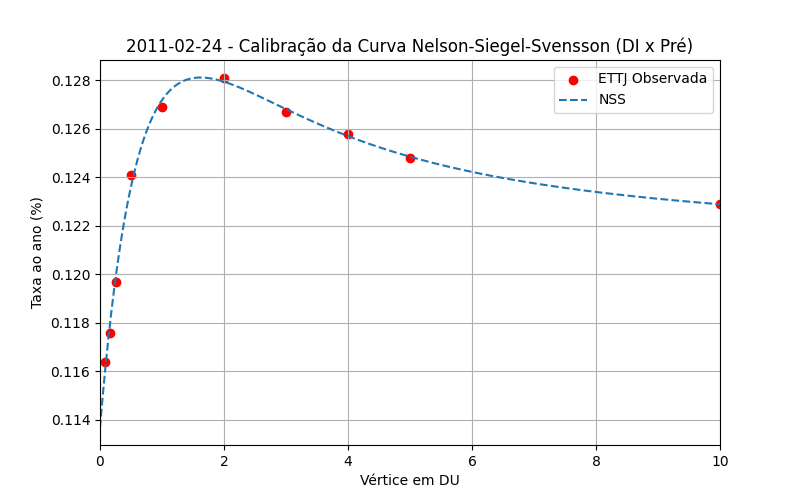 2011-02-24 - Calibração da Curva Nelson-Siegel-Svensson (DI x Pré)
ETTJ Observada
NSS
0.128
0.126
0.124
0.122
0.120
0.118
0.116
0.114
Taxa ao ano (%)
0 2 4 6 8 10
Vértice em DU